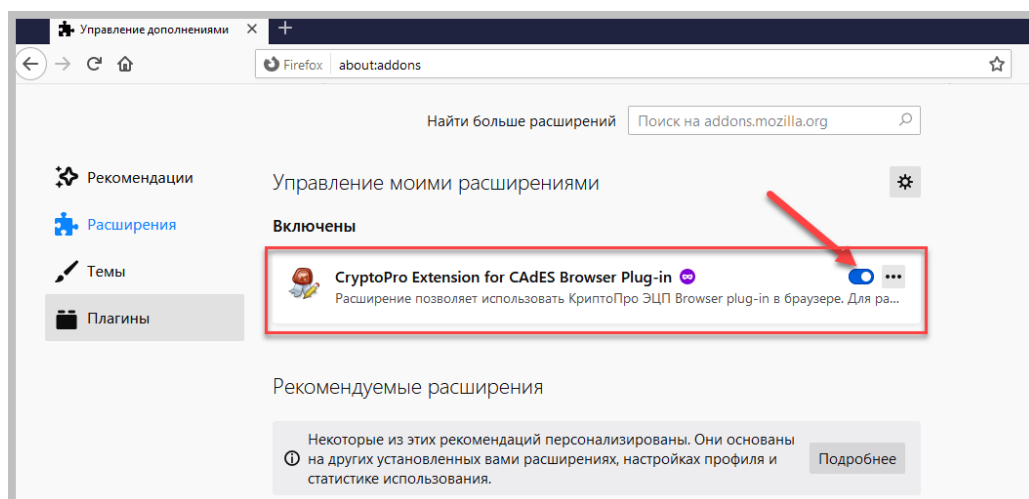 Управление дополнениями
Firefox about:addons
Найти больше расширений Поиск на addons.mozilla.org
Рекомендации
Расширения
Темы
Плагины
Управление моими расширениями
Включены
CryptoPro Extension for CAdES Browser Plug-in
Расширение позволяет использовать КриптоПро ЭЦП Browser plug-in в браузере. Для ра...
Рекомендуемые расширения
Некоторые из этих рекомендаций персонализированы. Они основаны
на других установленных вами расширениях, настройках профиля и
статистике использования.
Подробнее